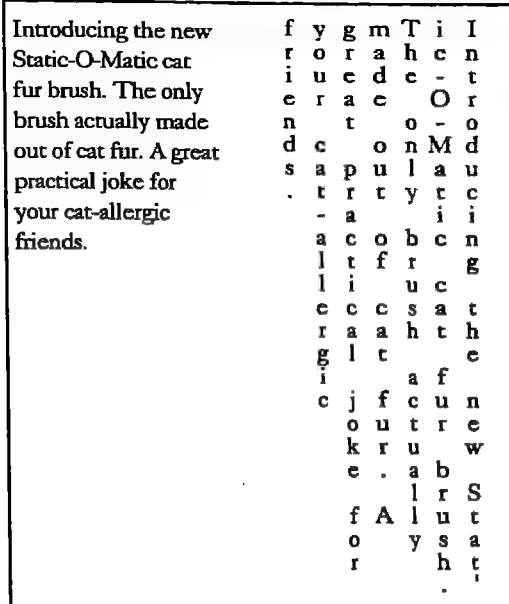 Introducing the new
Static-O-Matic cat
fur brush. The only
brush actually made
out of cat fur. A great
practical joke for
your cat-allergic
friends.
Introducing the new Stat-
ic-O-Matic cat fur brush.
The only brush actually
made out of cat fur. A
great practical joke for
your cat-allergic
friends.